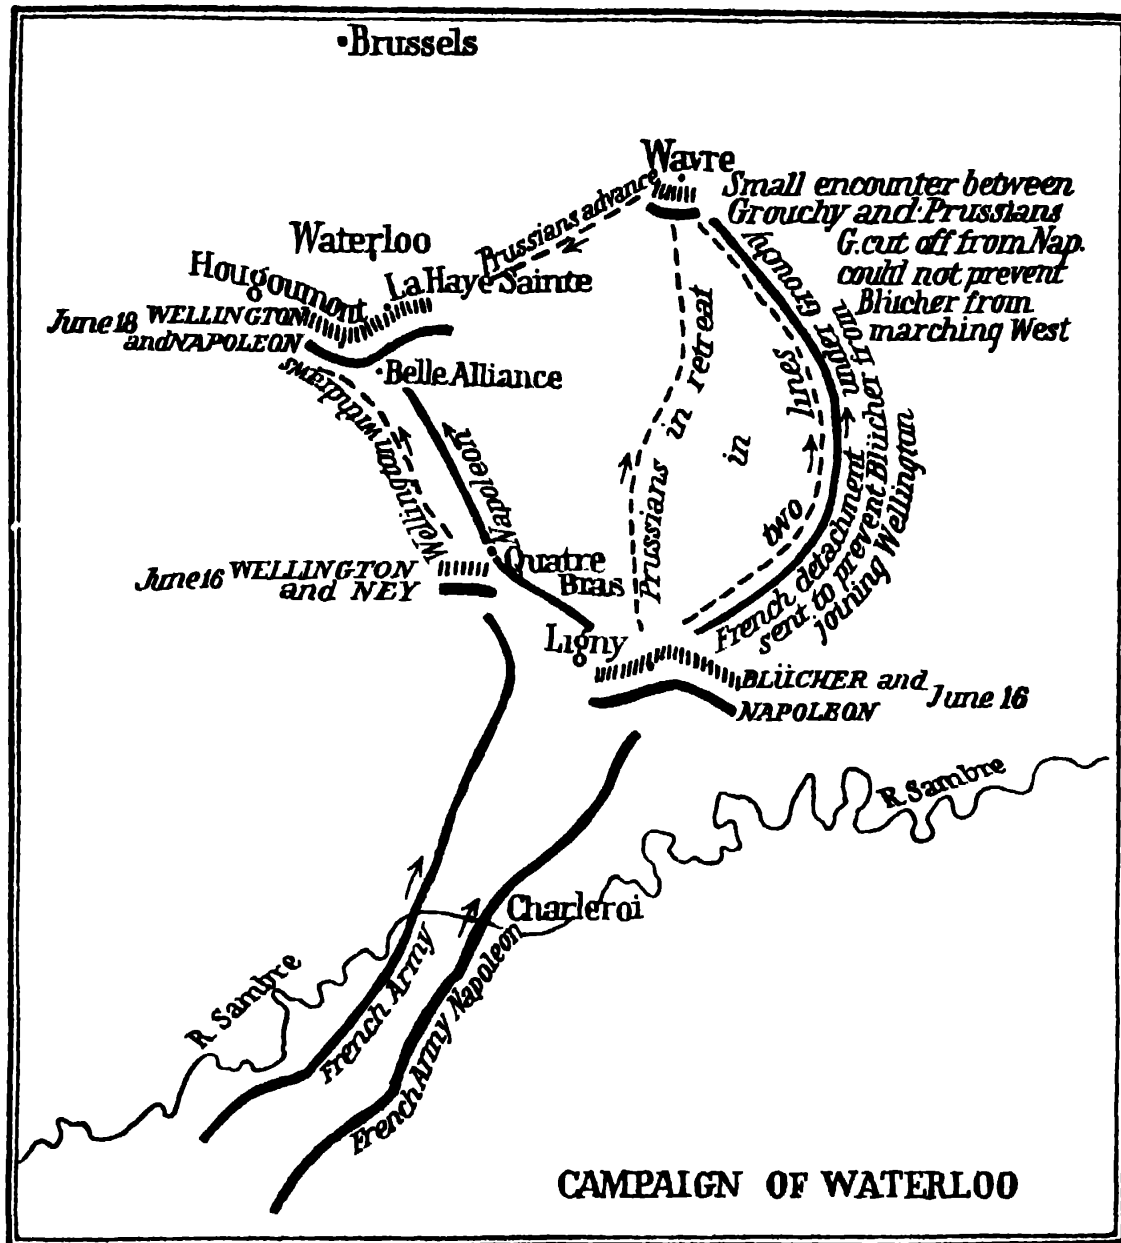 Brussels
Wavre
Small encounter between
Grouchy and Prussians
G. cut off from Nap.
could not prevent
Blücher from
marching West
Prussians advance
Waterloo
Hougoumont
La Haye Sainte
June 18 WELLINGTON
and NAPOLEON
Belle Alliance
Wellington withdraws
Napoleon
Prussians in retreat
in two lines
under Grouchy
French detachment
sent to prevent Blücher from
joining Wellington
June 16 WELLINGTON
and NEY
Quatre
Bras
Ligny
BLÜCHER and
NAPOLEON
June 16
R. Sambre
Charleroi
R. Sambre
French Army
French Army Napoleon
CAMPAIGN OF WATERLOO